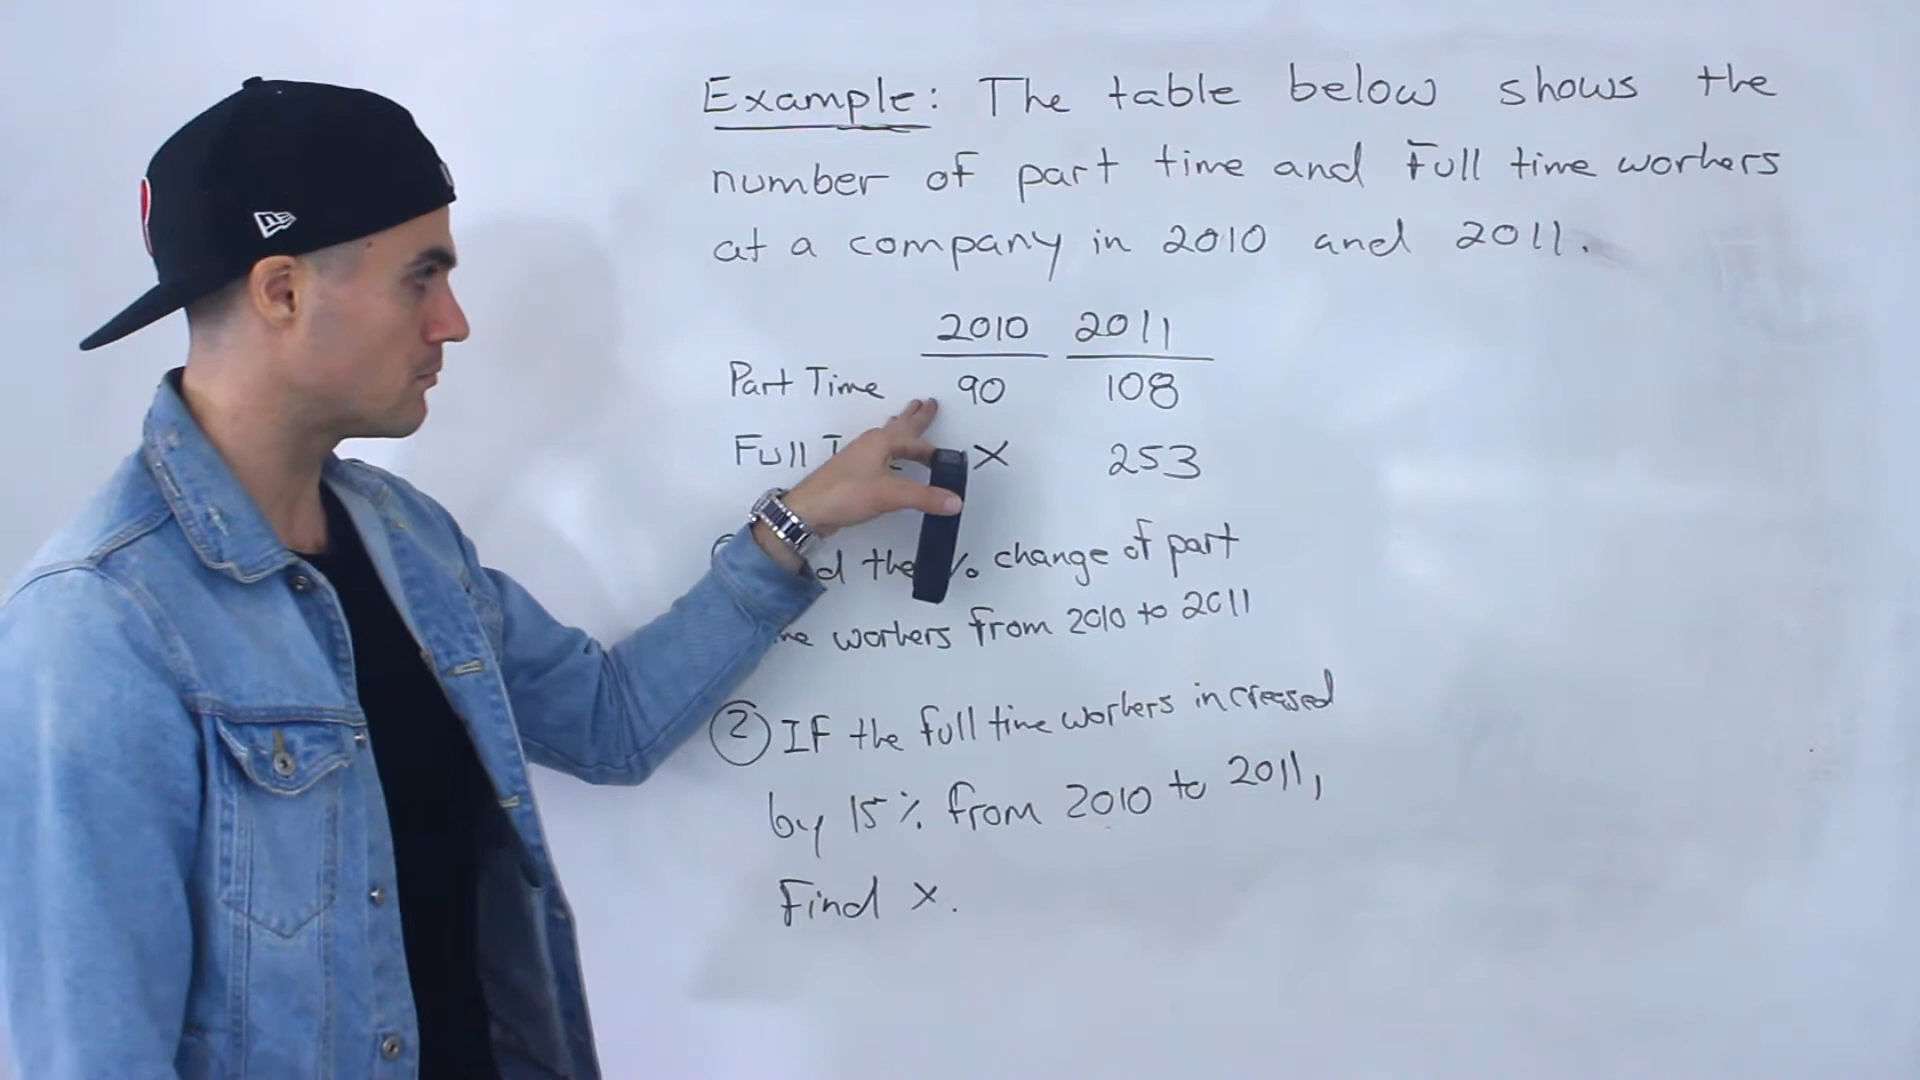 Example: The table below shows the
number of part time and Full time workers
at a company in 2010 and 2011.
2010 2011
Part Time 90 108
Full X 253
the % change of part
workers from 2010 to 2011
② IF the full time workers increased
by 15% from 2010 to 2011,
Find x.